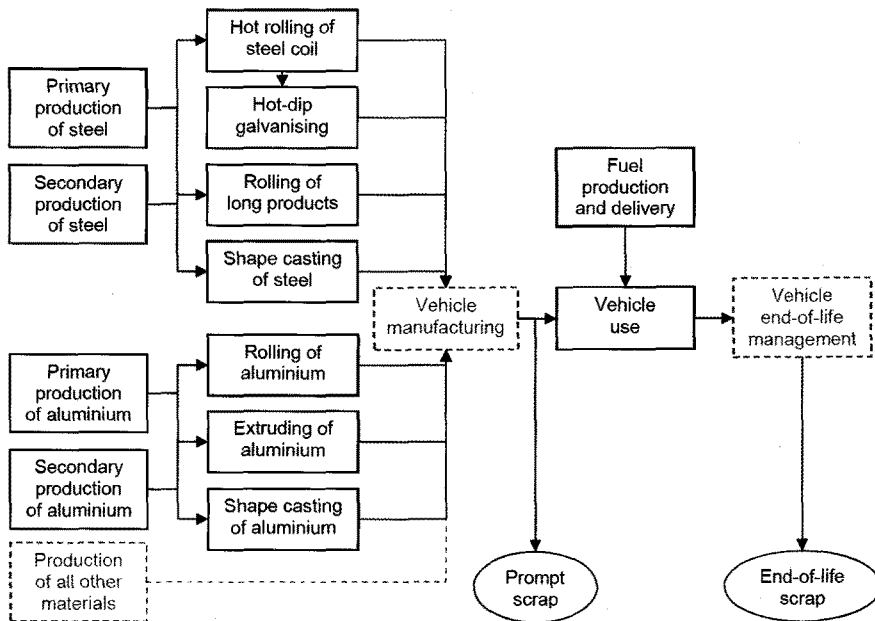 Hot rolling of
steel coil
Primary
production
of steel
Hot-dip
galvanising
Secondary
production
of steel
Rolling of
long products
Shape casting
of steel
Fuel
production
and delivery
Vehicle
manufacturing
Vehicle
use
Vehicle
end-of-life
management
Primary
production
of aluminium
Rolling of
aluminium
Extruding of
aluminium
Secondary
production
of aluminium
Shape casting
of aluminium
Production
of all other
materials
Prompt
scrap
End-of-life
scrap